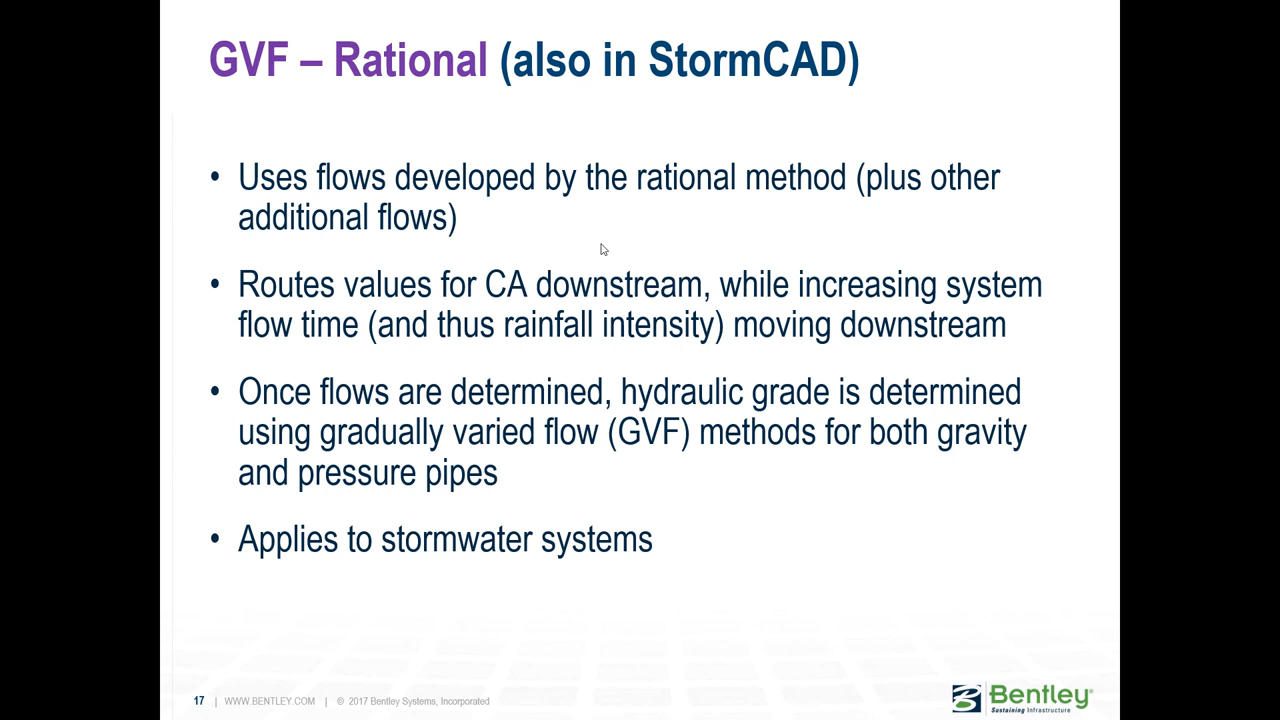 GVF – Rational (also in StormCAD)
• Uses flows developed by the rational method (plus other
additional flows)
• Routes values for CA downstream, while increasing system
flow time (and thus rainfall intensity) moving downstream
• Once flows are determined, hydraulic grade is determined
using gradually varied flow (GVF) methods for both gravity
and pressure pipes
• Applies to stormwater systems
17 | WWW.BENTLEY.COM | © 2017 Bentley Systems, Incorporated
Bentley®
Sustaining Infrastructure